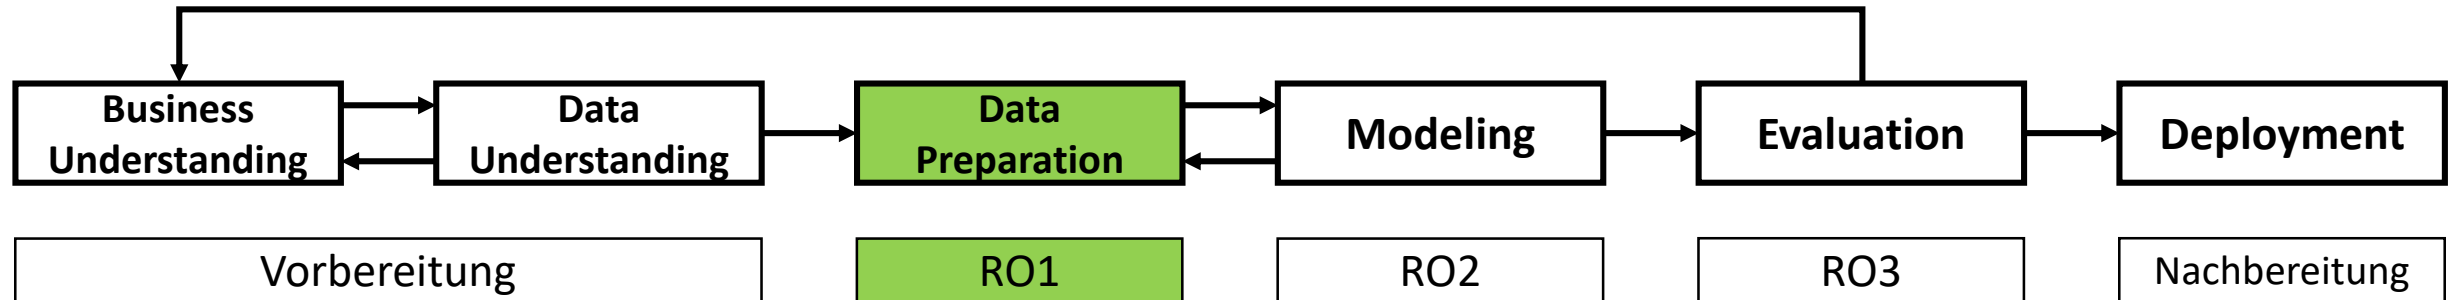 Business
Understanding
Data
Understanding
Data
Preparation
Modeling
Evaluation
Deployment
Vorbereitung
RO1
RO2
RO3
Nachbereitung